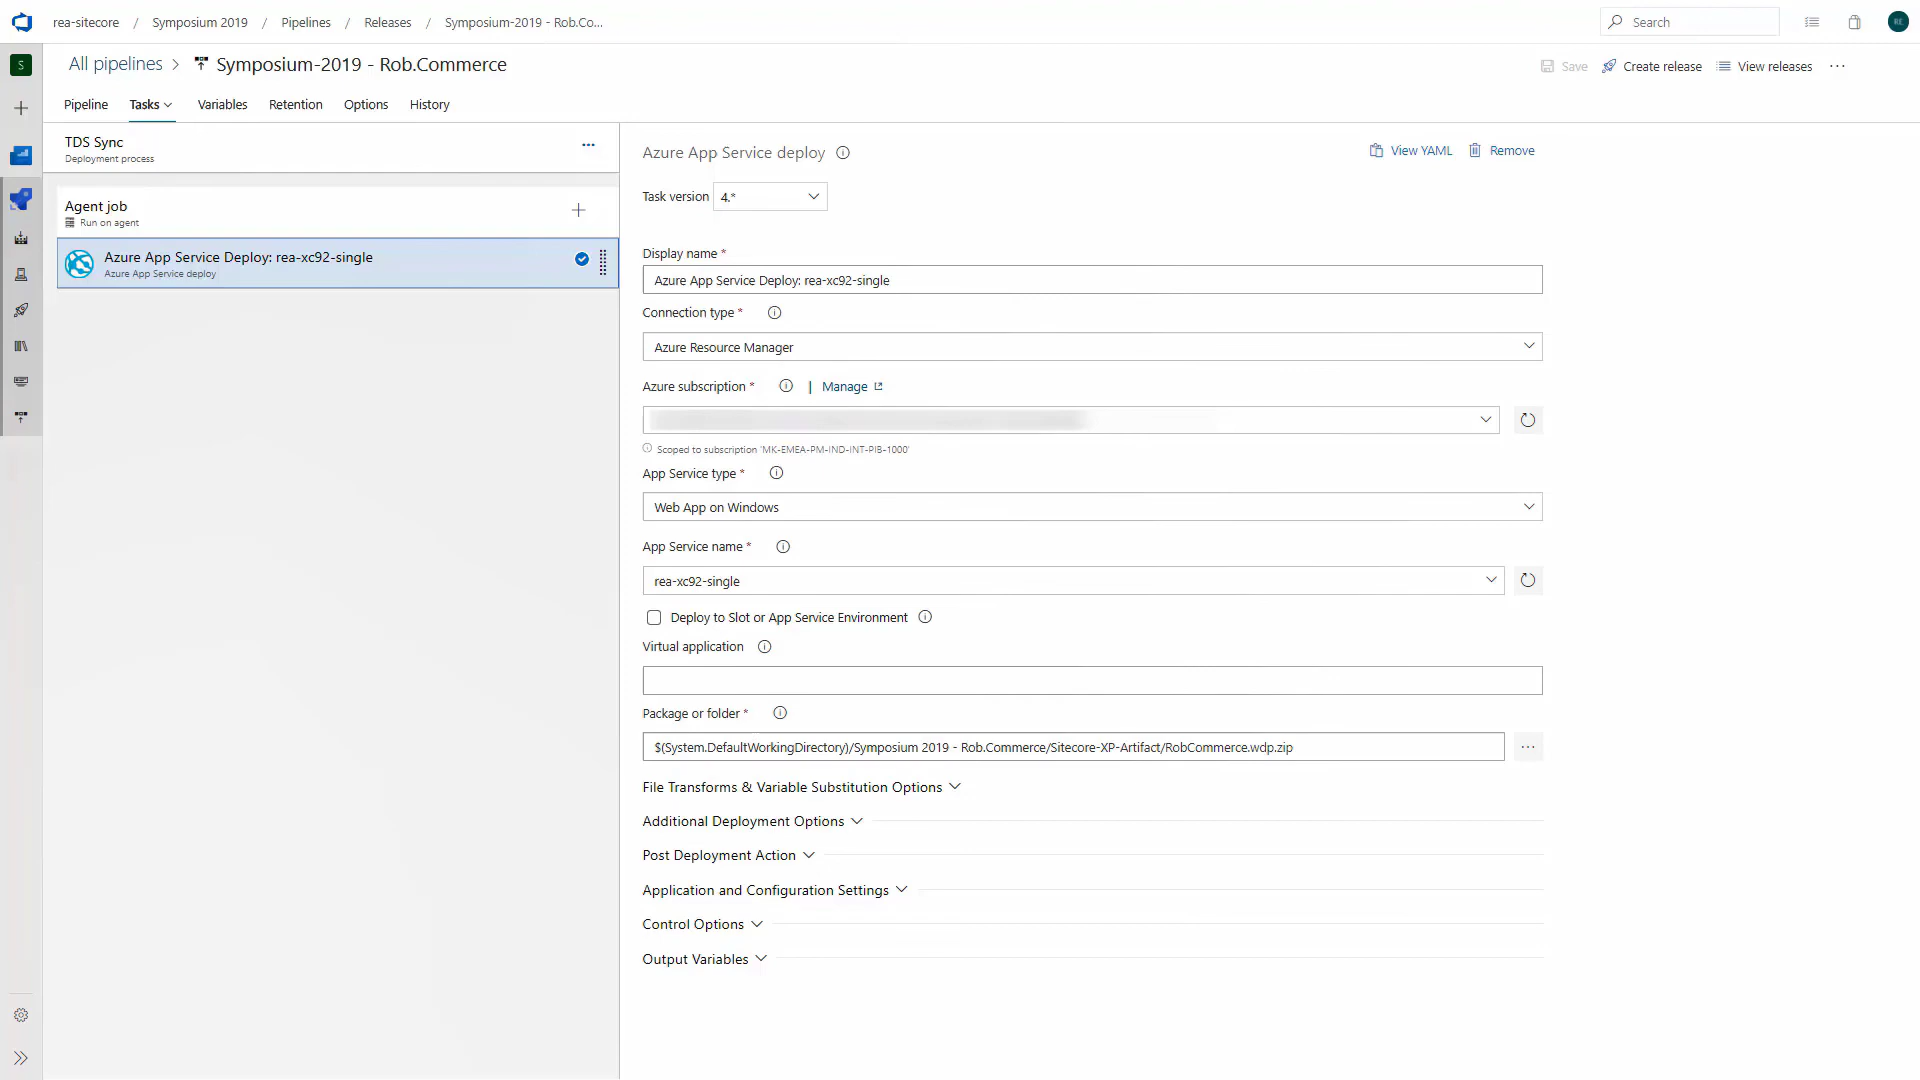 rea-sitecore / Symposium 2019 / Pipelines / Releases / Symposium-2019 - Rob.Co...
Search
RE
S
All pipelines > Symposium-2019 - Rob.Commerce
Save
Create release
View releases
Pipeline
Tasks
Variables
Retention
Options
History
TDS Sync
Deployment process
Agent job
Run on agent
Azure App Service Deploy: rea-xc92-single
Azure App Service deploy
Azure App Service deploy
View YAML
Remove
Task version 4.*
Display name *
Azure App Service Deploy: rea-xc92-single
Connection type *
Azure Resource Manager
Azure subscription * | Manage
Scoped to subscription 'MK-EMEA-PM-IND-INT-PIB-1000'
App Service type *
Web App on Windows
App Service name *
rea-xc92-single
Deploy to Slot or App Service Environment
Virtual application
Package or folder *
$(System.DefaultWorkingDirectory)/Symposium 2019 - Rob.Commerce/Sitecore-XP-Artifact/RobCommerce.wdp.zip
File Transforms & Variable Substitution Options
Additional Deployment Options
Post Deployment Action
Application and Configuration Settings
Control Options
Output Variables